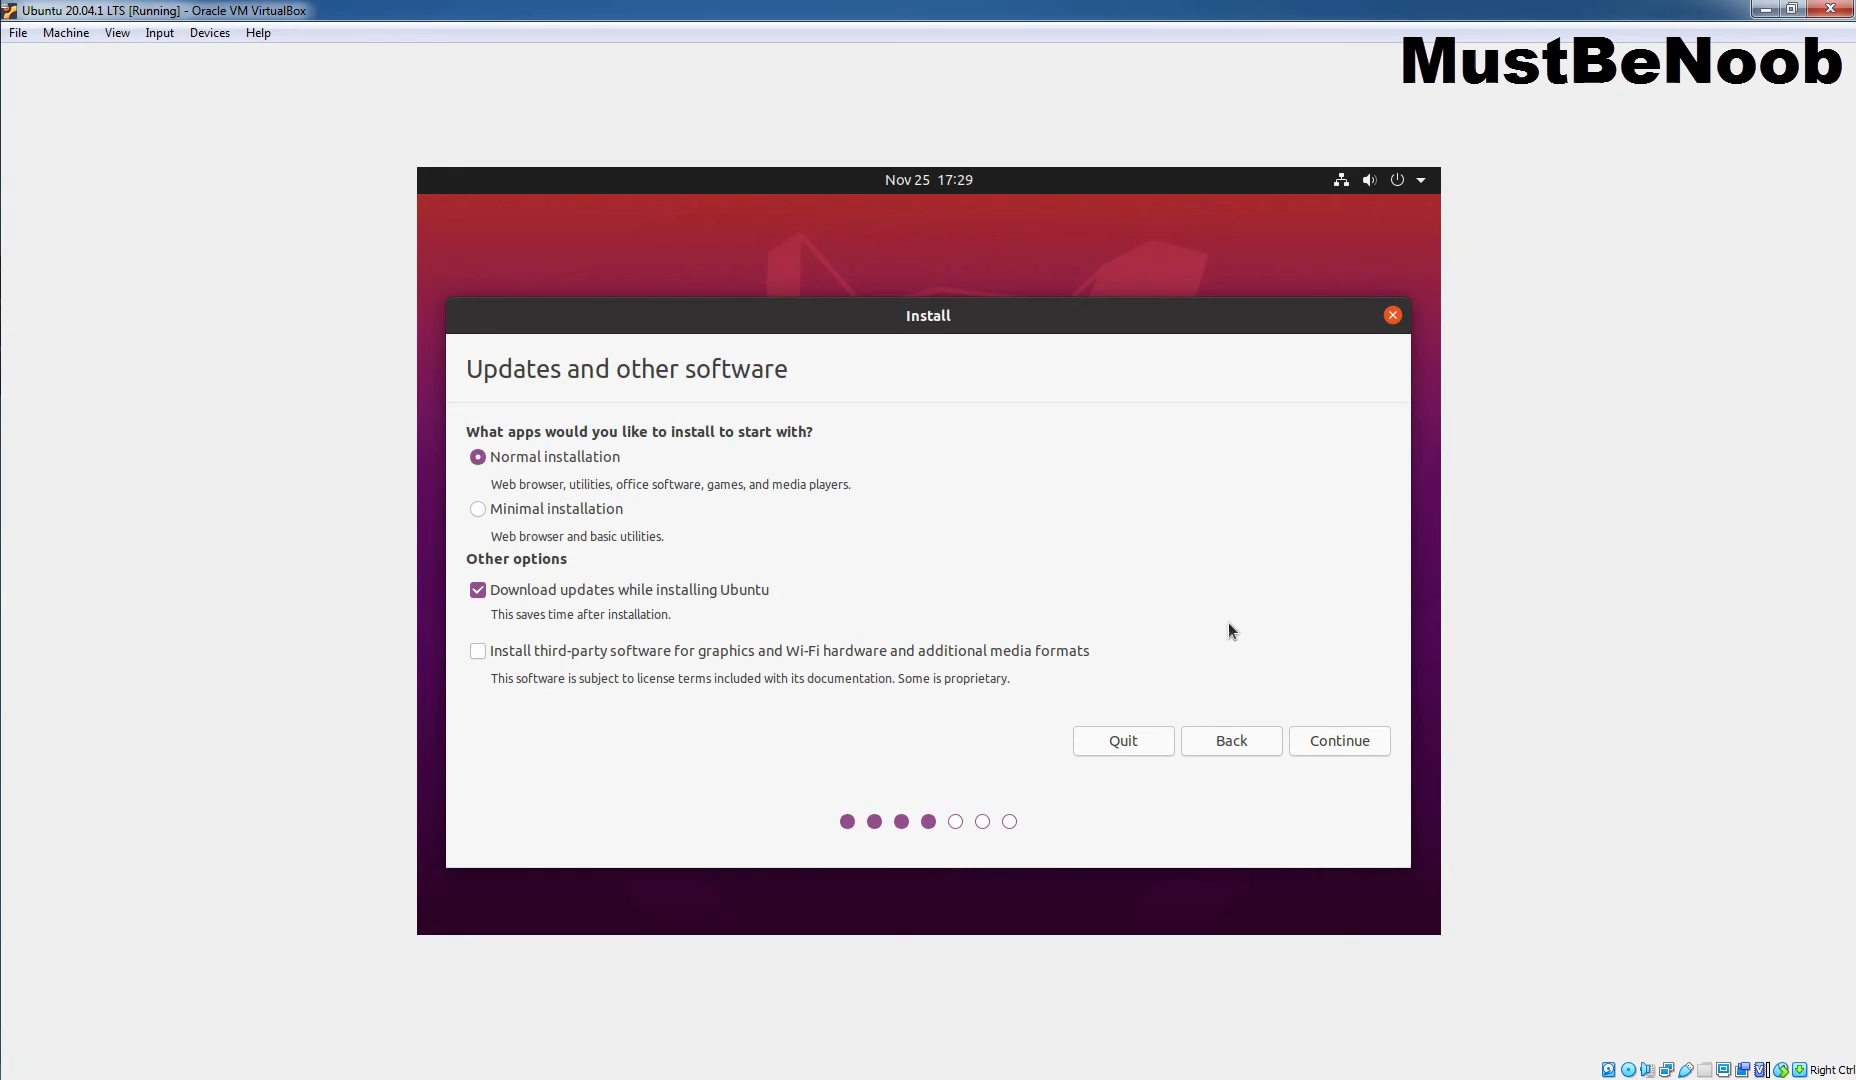 Ubuntu 20.04.1 LTS [Running] - Oracle VM VirtualBox
File Machine View Input Devices Help
MustBeNoob
Nov 25 17:29
Install
Updates and other software
What apps would you like to install to start with?
Normal installation
Web browser, utilities, office software, games, and media players.
Minimal installation
Web browser and basic utilities.
Other options
Download updates while installing Ubuntu
This saves time after installation.
Install third-party software for graphics and Wi-Fi hardware and additional media formats
This software is subject to license terms included with its documentation. Some is proprietary.
Quit Back Continue
Right Ctrl